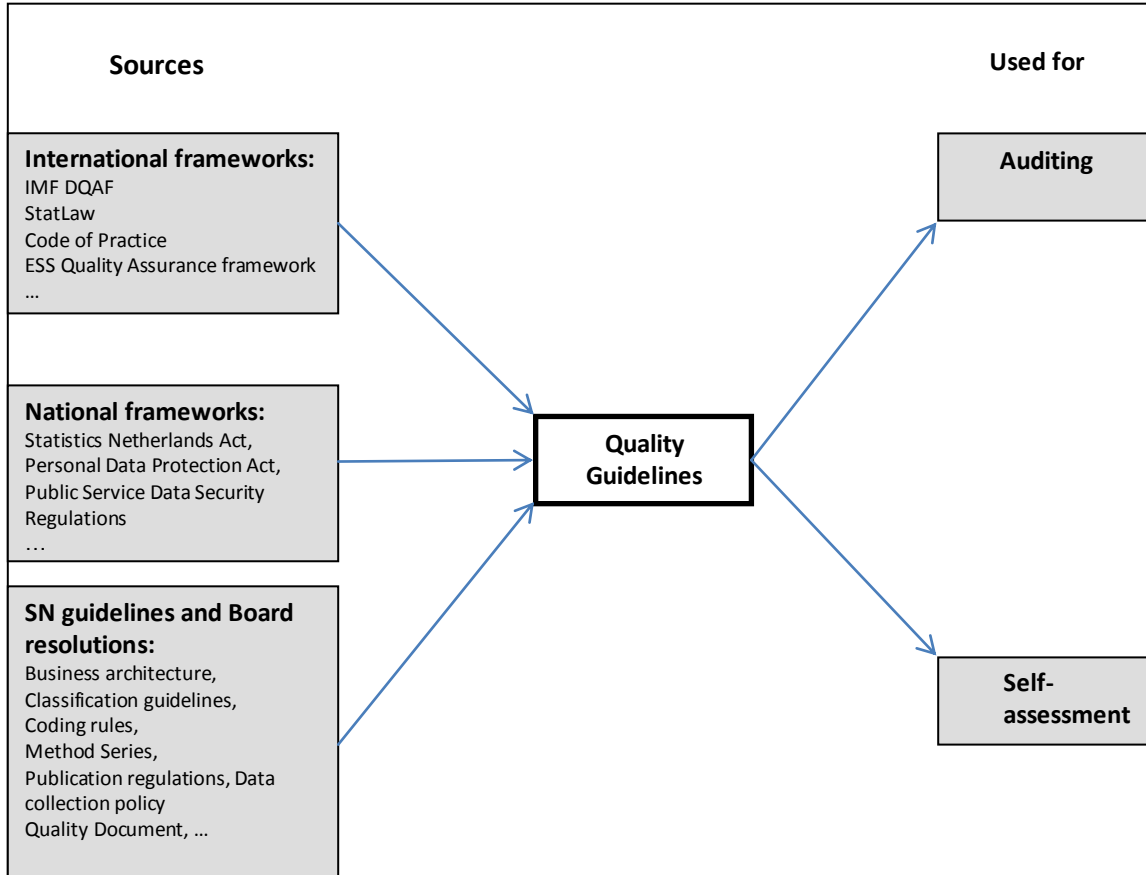 Sources
Used for
International frameworks:
IMF DQAF
StatLaw
Code of Practice
ESS Quality Assurance framework
...
National frameworks:
Statistics Netherlands Act,
Personal Data Protection Act,
Public Service Data Security
Regulations
...
SN guidelines and Board
resolutions:
Business architecture,
Classification guidelines,
Coding rules,
Method Series,
Publication regulations, Data
collection policy
Quality Document, ...
Quality
Guidelines
Auditing
Self-
assessment